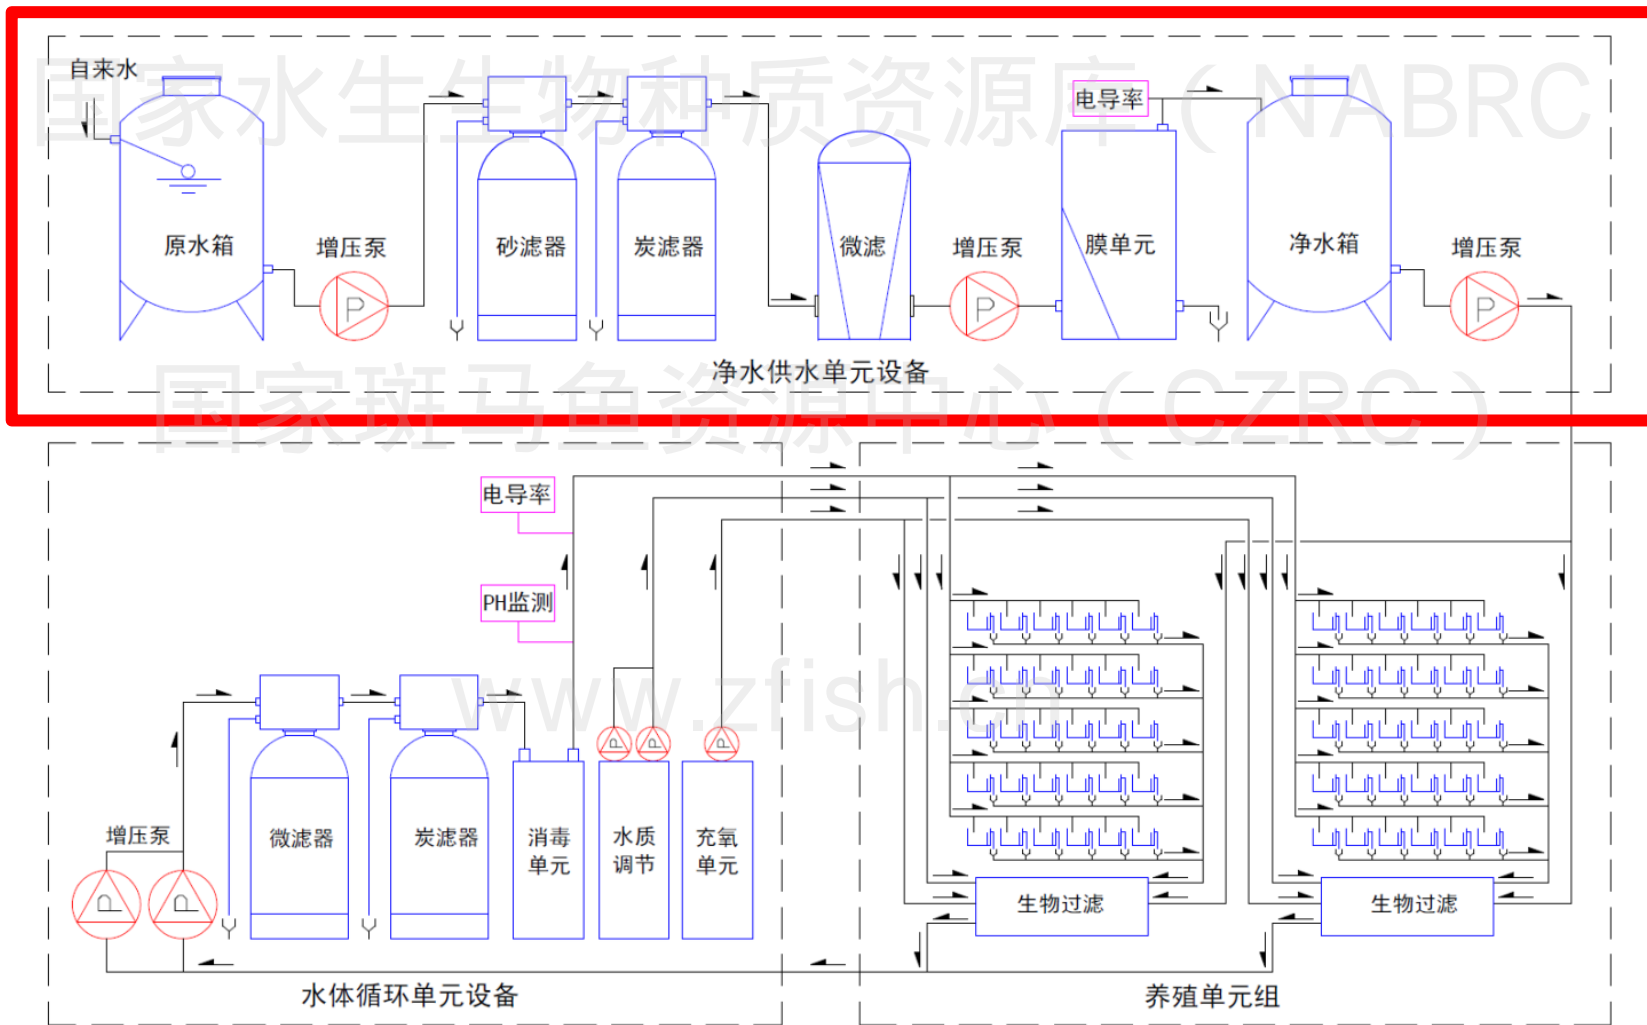 国家水生生物种质资源库（NABRC
自来水
电导率
原水箱
增压泵
P
砂滤器
炭滤器
微滤
增压泵
P
膜单元
净水箱
增压泵
P
净水供水单元设备
国家斑马鱼资源中心（CZRC）
电导率
PH监测
www.zfish.cn
P
P
P
增压泵
P
P
微滤器
炭滤器
消毒
单元
水质
调节
充氧
单元
生物过滤
生物过滤
水体循环单元设备
养殖单元组